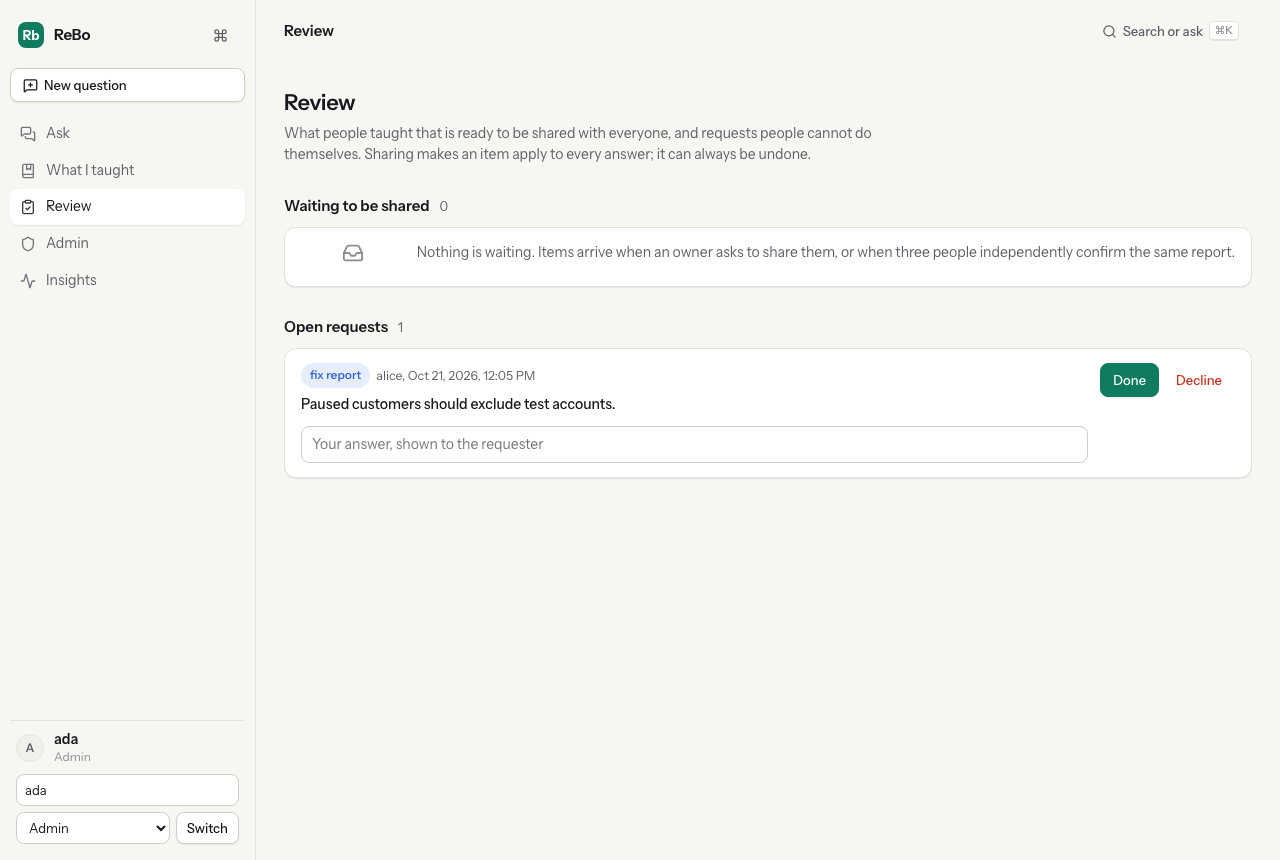 Rb ReBo ⌘
New question
Ask
What I taught
Review
Admin
Insights
A
ada
Admin
ada
Admin Switch
Review
Search or ask ⌘K
Review
What people taught that is ready to be shared with everyone, and requests people cannot do
themselves. Sharing makes an item apply to every answer; it can always be undone.
Waiting to be shared 0
Nothing is waiting. Items arrive when an owner asks to share them, or when three people independently confirm the same report.
Open requests 1
fix report alice, Oct 21, 2026, 12:05 PM
Paused customers should exclude test accounts.
Your answer, shown to the requester
Done Decline